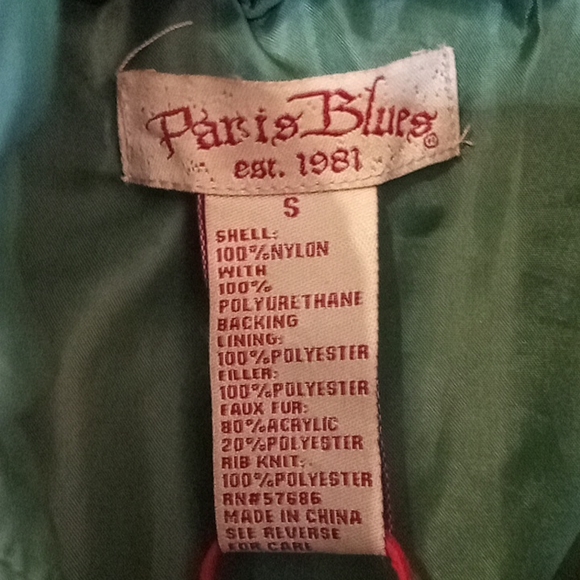 Paris Blues®
est. 1981
S
SHELL:
100%NYLON
WITH
100%
POLYURETHANE
BACKING
LINING:
100%POLYESTER
FILLER:
100%POLYESTER
FAUX FUR:
80%ACRYLIC
20%POLYESTER
RIB KNIT:
100%POLYESTER
RN#57686
MADE IN CHINA
SEE REVERSE
FOR CARE